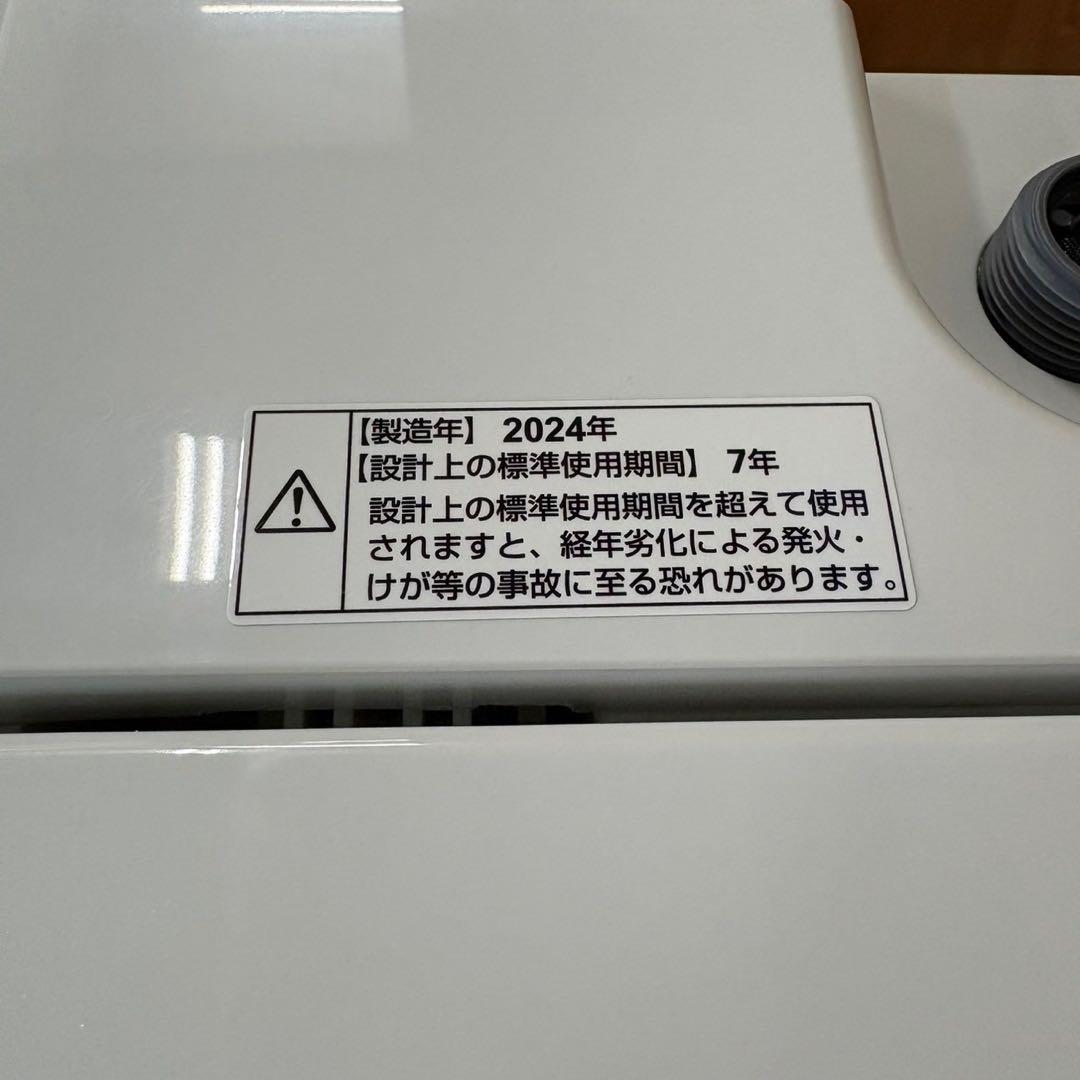 【製造年】 2024年
【設計上の標準使用期間】 7年
設計上の標準使用期間を超えて使用
されますと、経年劣化による発火・
けが等の事故に至る恐れがあります。